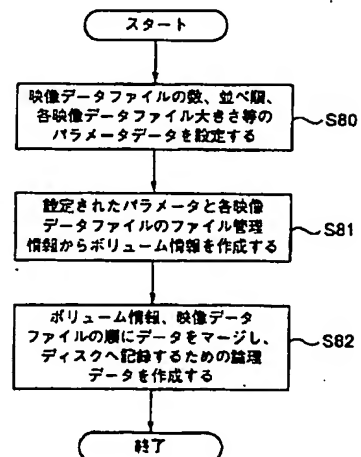 スタート
映像データファイルの数、並べ順、
各映像データファイル大きさ等の
パラメータデータを設定する
S80
設定されたパラメータと各映像
データファイルのファイル管理
情報からボリューム情報を作成する
S81
ボリューム情報、映像データ
ファイルの順にデータをマージし、
ディスクへ記録するための論理
データを作成する
S82
終了